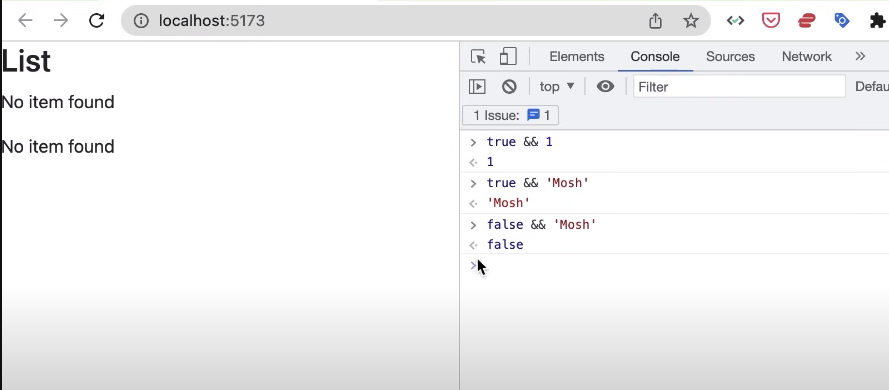 localhost:5173
List
No item found
No item found
Elements Console Sources Network »
top ▼ Filter Defau
1 Issue: 1
> true && 1
<· 1
> true && 'Mosh'
<· 'Mosh'
> false && 'Mosh'
<· false
>